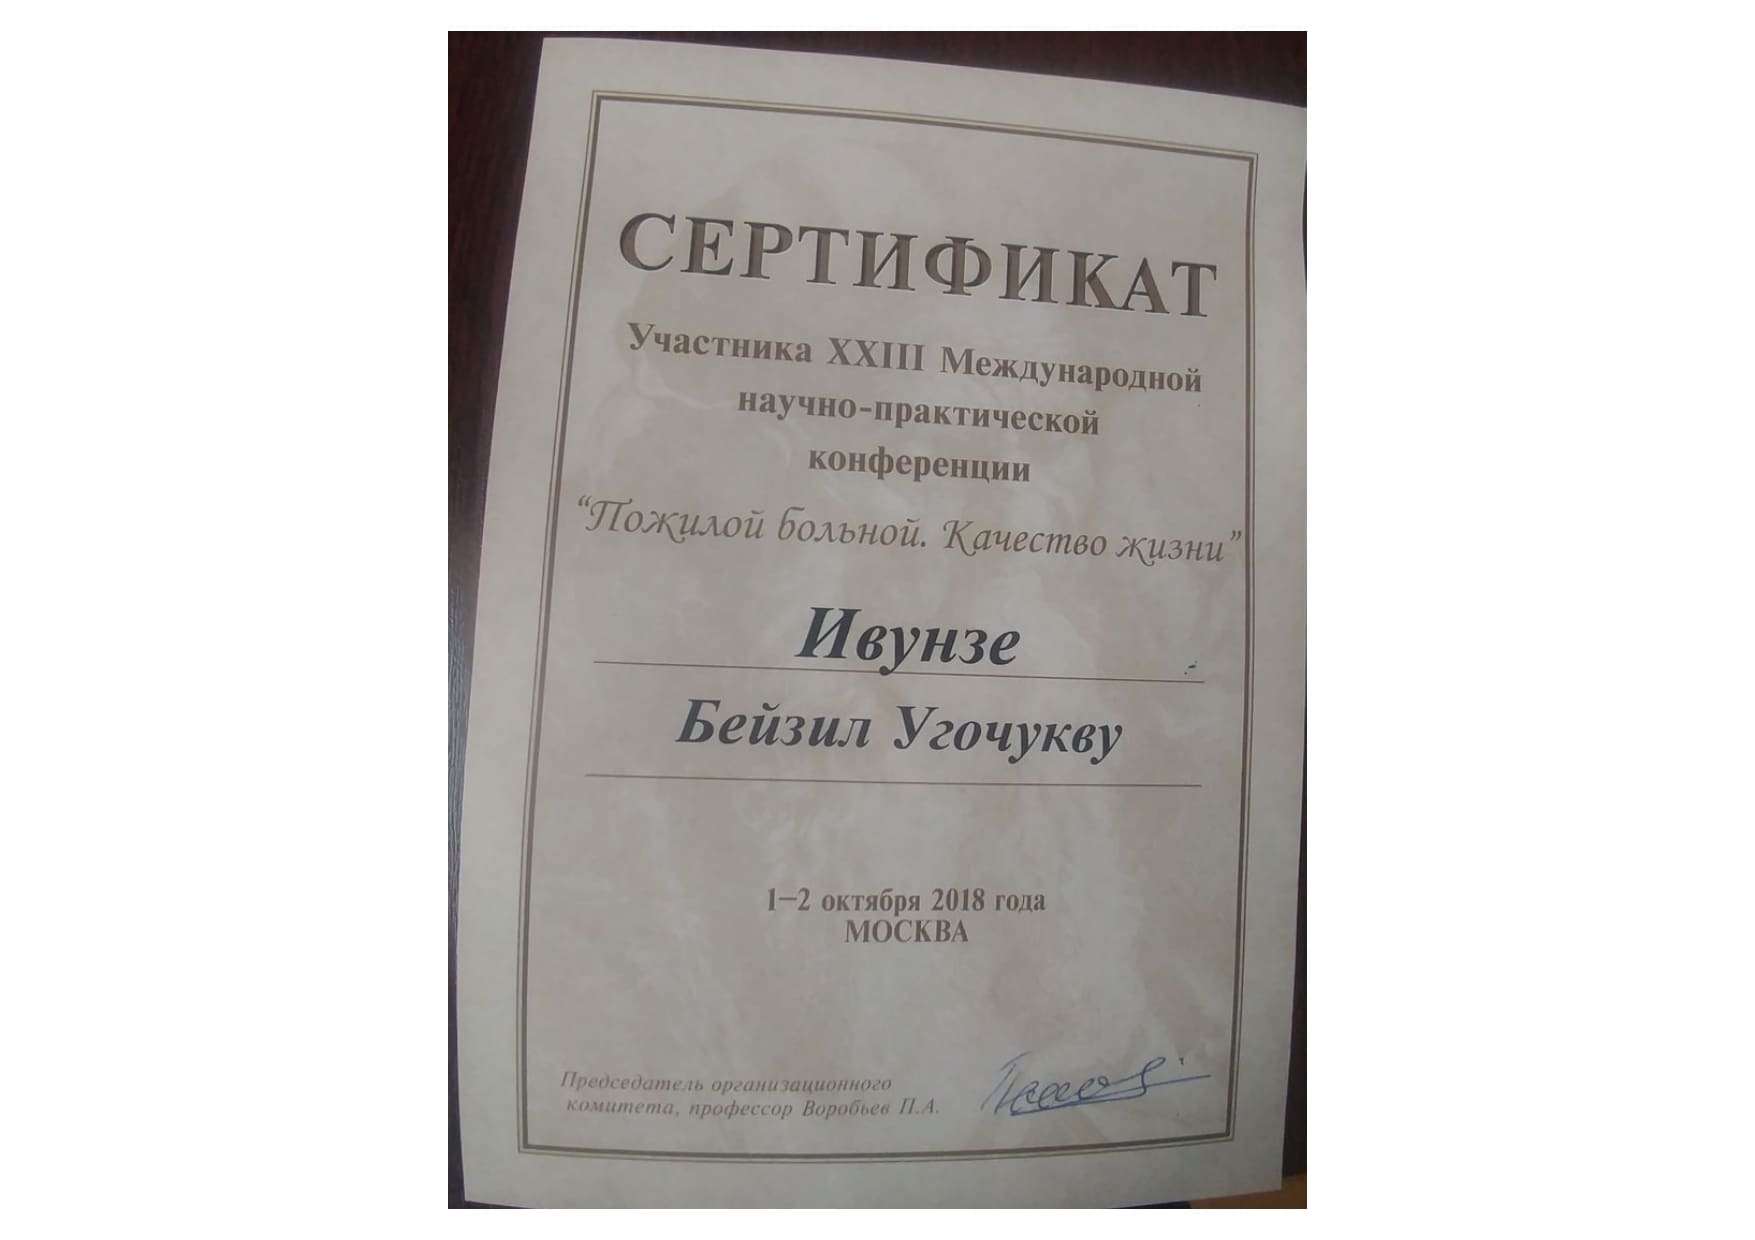 СЕРТИФИКАТ
Участника XXIII Международной
научно-практической
конференции
“Пожилой больной. Качество жизни”
Ивунзе
Бейзил Угочукву
1–2 октября 2018 года
МОСКВА
Председатель организационного
комитета, профессор Воробьев П.А.